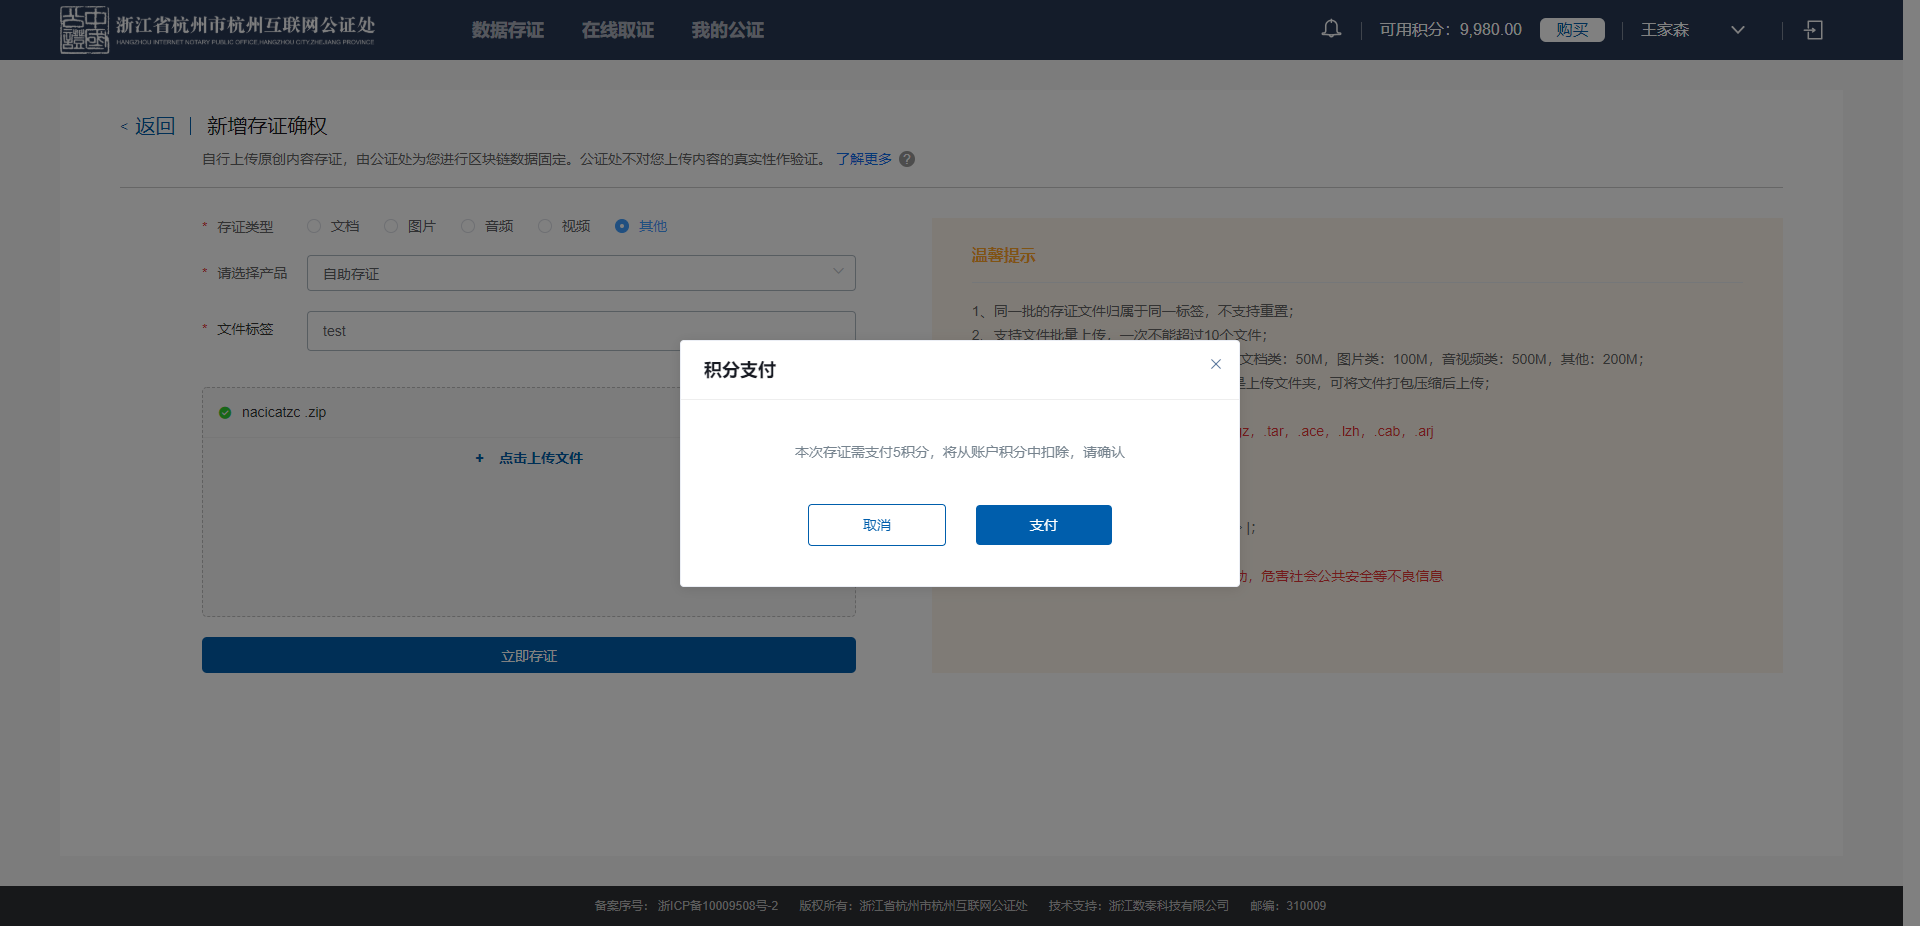 浙江省杭州市杭州互联网公证处
HANGZHOU INTERNET NOTARY PUBLIC OFFICE,HANGZHOU CITY,ZHEJIANG PROVINCE
数据存证 在线取证 我的公证 可用积分：9,980.00 购买 王家森
< 返回 | 新增存证确权
自行上传原创内容存证，由公证处为您进行区块链数据固定。公证处不对您上传内容的真实性作验证。 了解更多 ?
* 存证类型 文档 图片 音频 视频 其他
* 请选择产品 自助存证
* 文件标签 test
nacicatzc .zip
+ 点击上传文件
立即存证
温馨提示
1、同一批的存证文件归属于同一标签，不支持重置；
2、支持文件批量上传，一次不能超过10个文件；
文档类：50M，图片类：100M，音视频类：500M，其他：200M；
上传文件夹，可将文件打包压缩后上传；
gz，.tar，.ace，.lzh，.cab，.arj
|；
，危害社会公共安全等不良信息
积分支付
本次存证需支付5积分，将从账户积分中扣除，请确认
取消 支付
备案序号： 浙ICP备10009508号-2 版权所有：浙江省杭州市杭州互联网公证处 技术支持：浙江数秦科技有限公司 邮编：310009